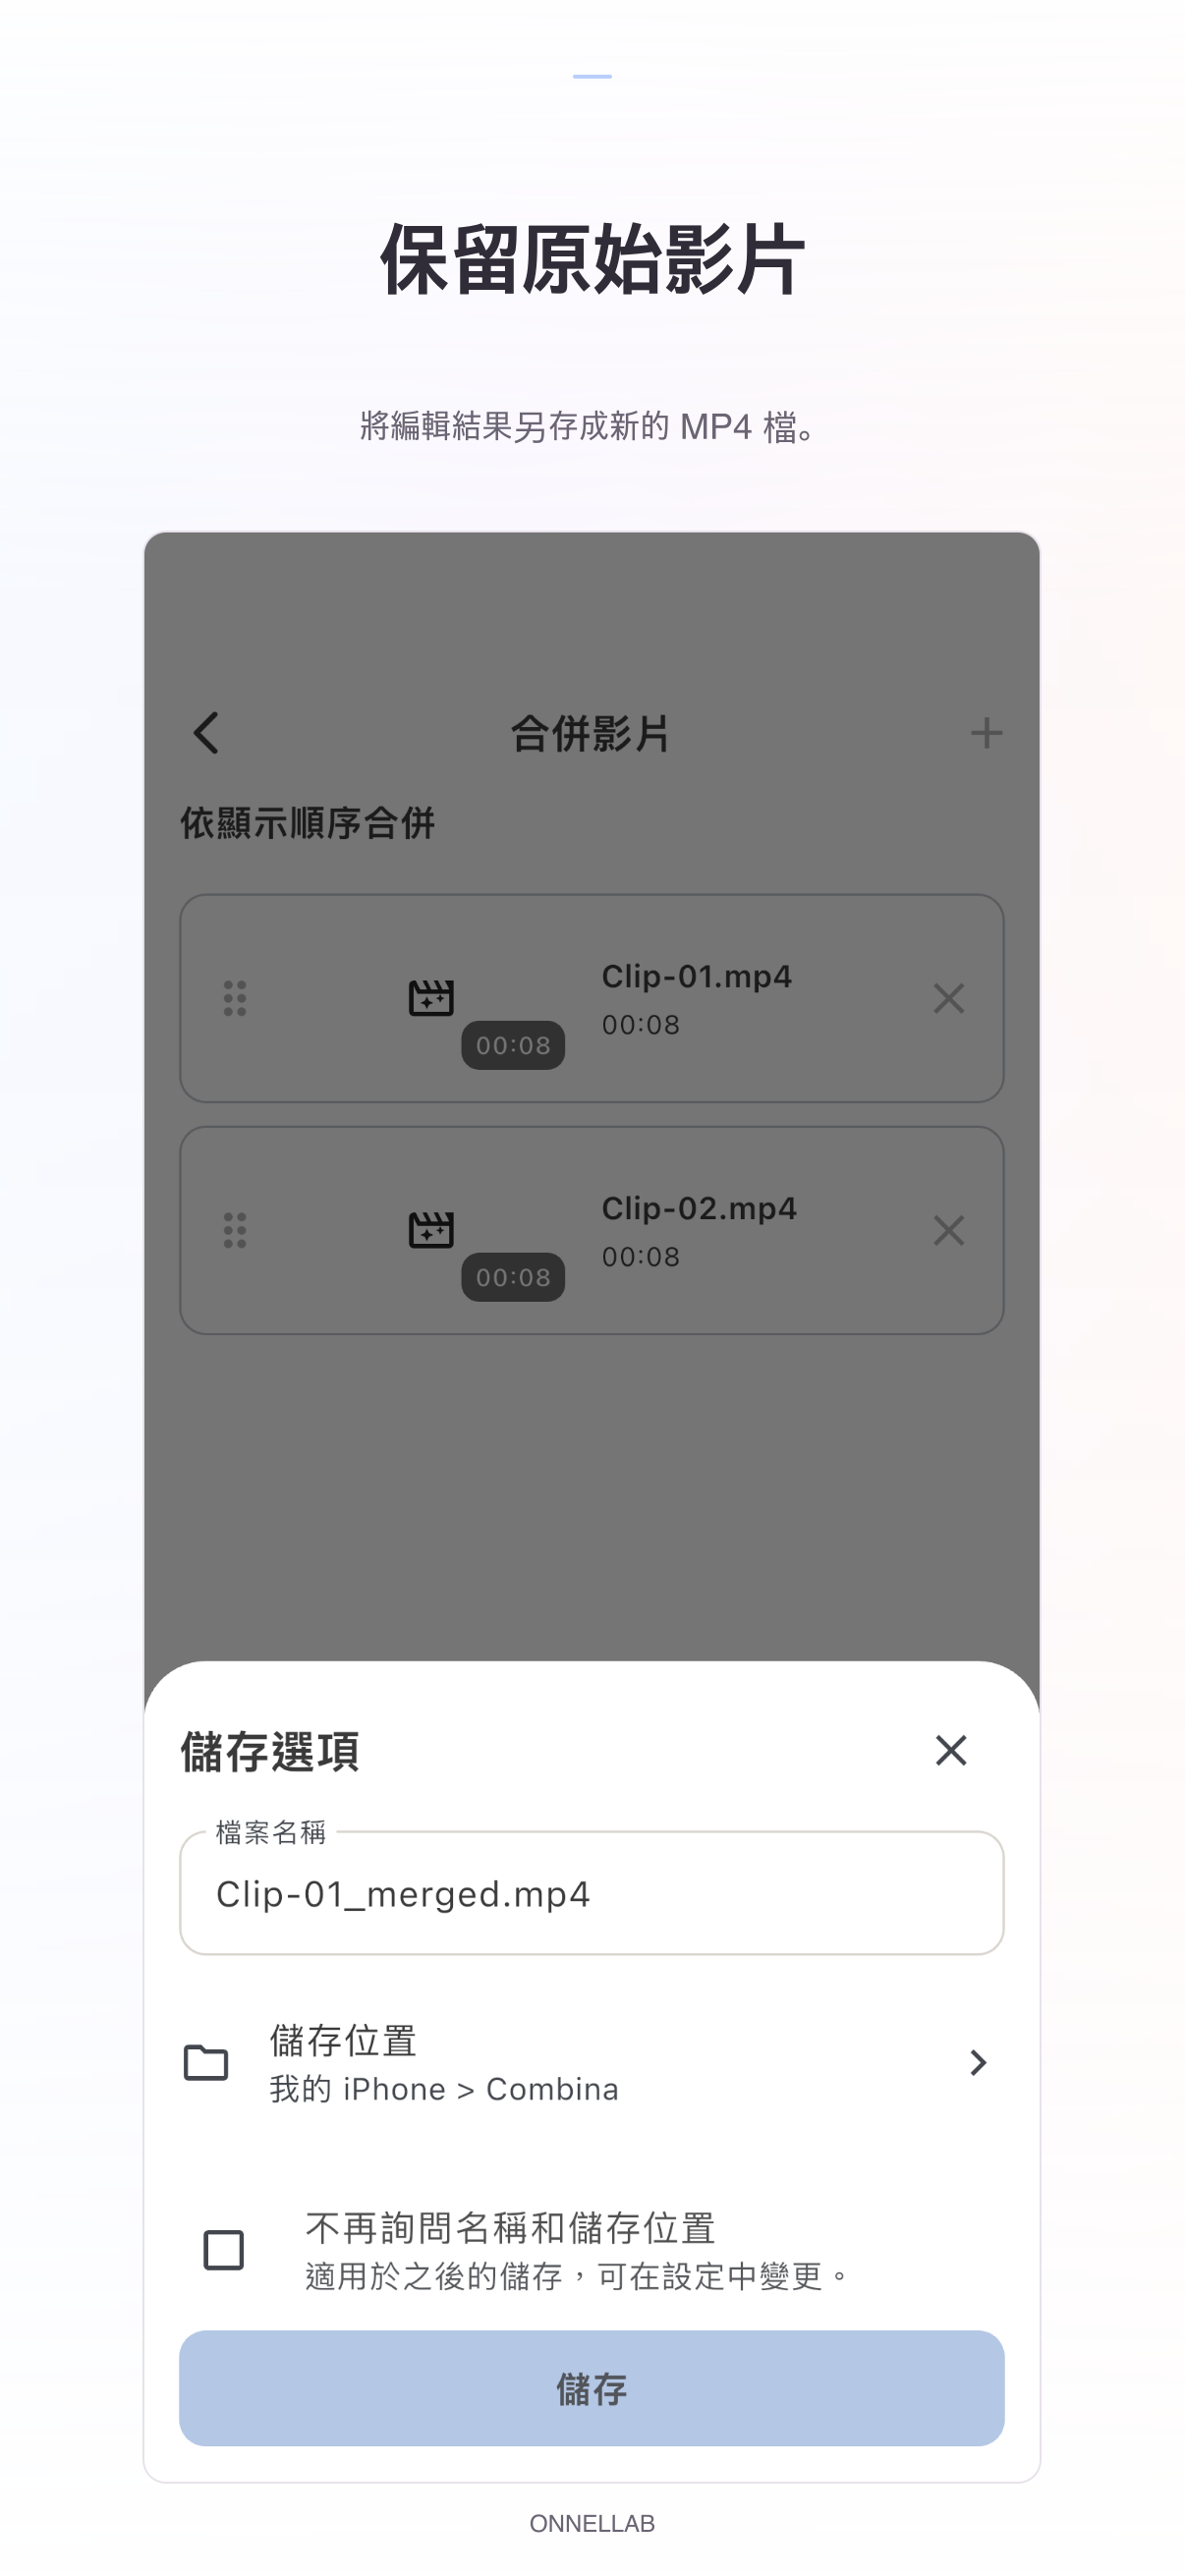 保留原始影片
將編輯結果另存成新的 MP4 檔。
合併影片
依顯示順序合併
Clip-01.mp4
00:08
00:08
Clip-02.mp4
00:08
00:08
儲存選項
檔案名稱
Clip-01_merged.mp4
儲存位置
我的 iPhone > Combina
不再詢問名稱和儲存位置
適用於之後的儲存，可在設定中變更。
儲存
ONNELLAB